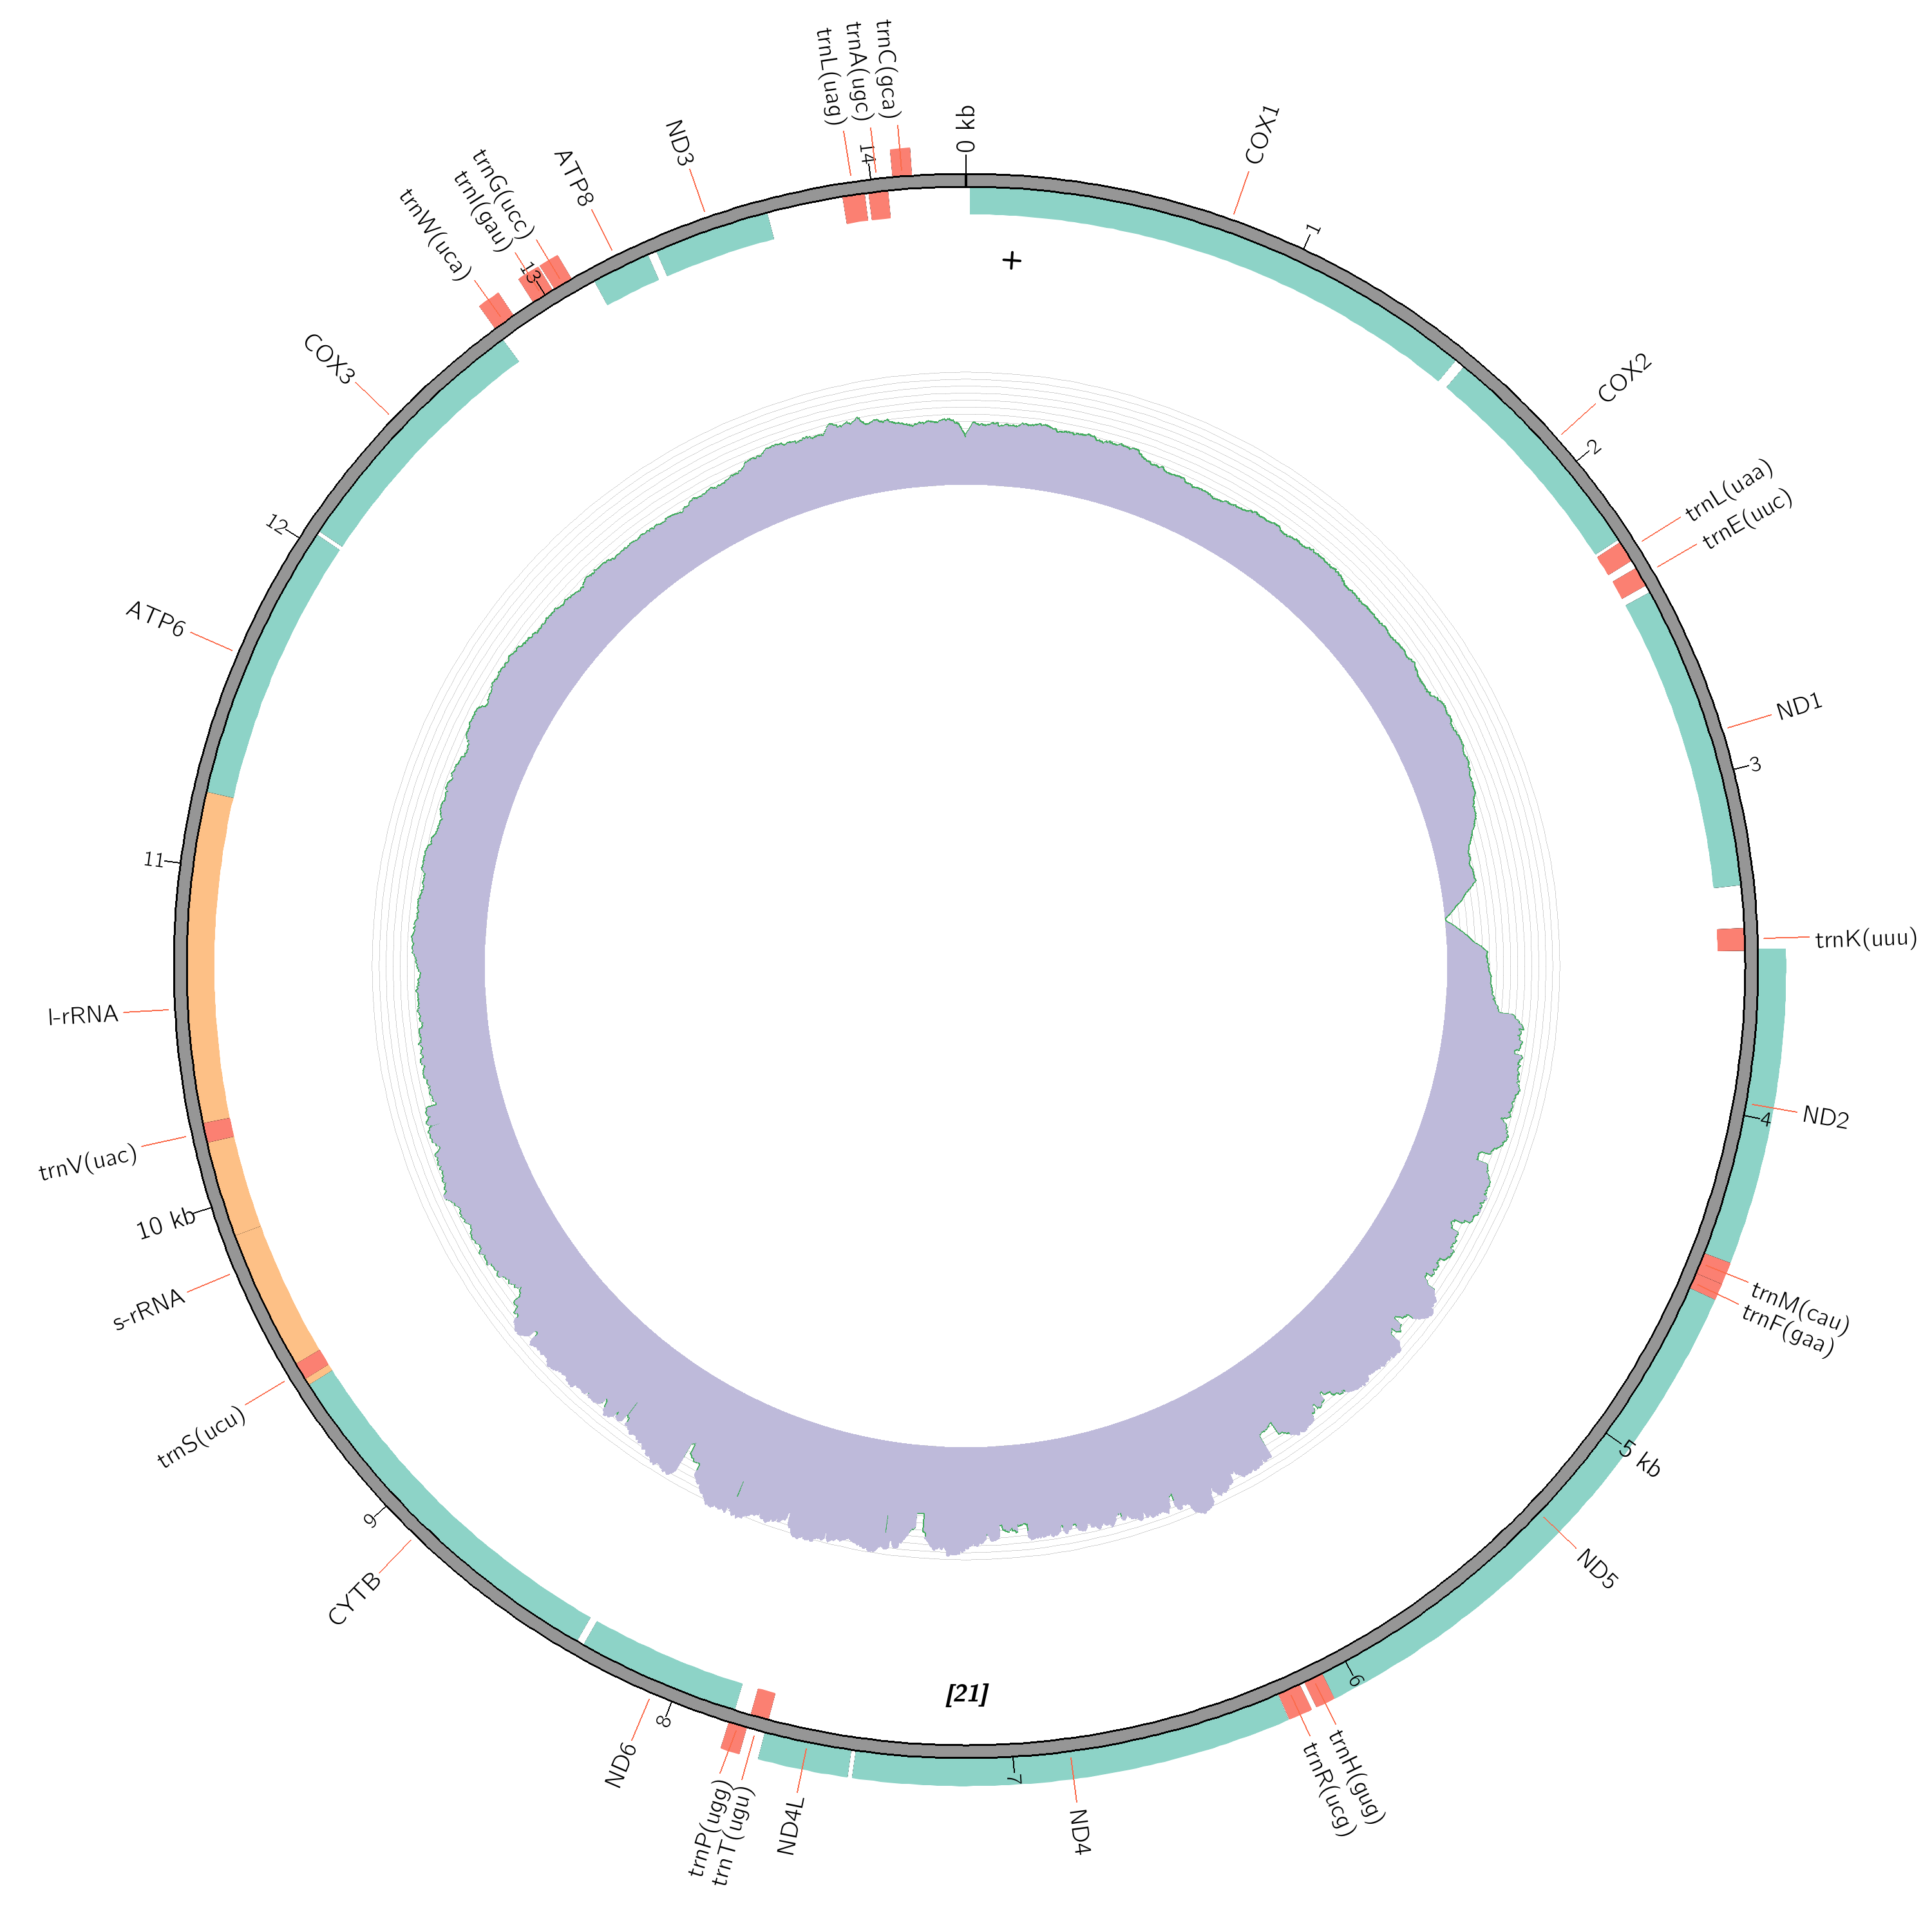 0 kb
COX1
1
COX2
2
trnL(uaa)
trnE(uuc)
ND1
3
trnK(uuu)
ND2
4
trnM(cau)
trnF(gaa)
5 kb
ND5
6
trnH(gug)
trnR(ucg)
ND4
7
ND4L
trnT(ugu)
trnP(ugg)
ND6
8
CYTB
9
trnS(ucu)
s-rRNA
10 kb
trnV(uac)
l-rRNA
11
ATP6
12
COX3
trnW(uca)
trnI(gau)
13
trnG(ucc)
ATP8
ND3
trnL(uag)
14
trnA(ugc)
trnC(gca)
+
[21]